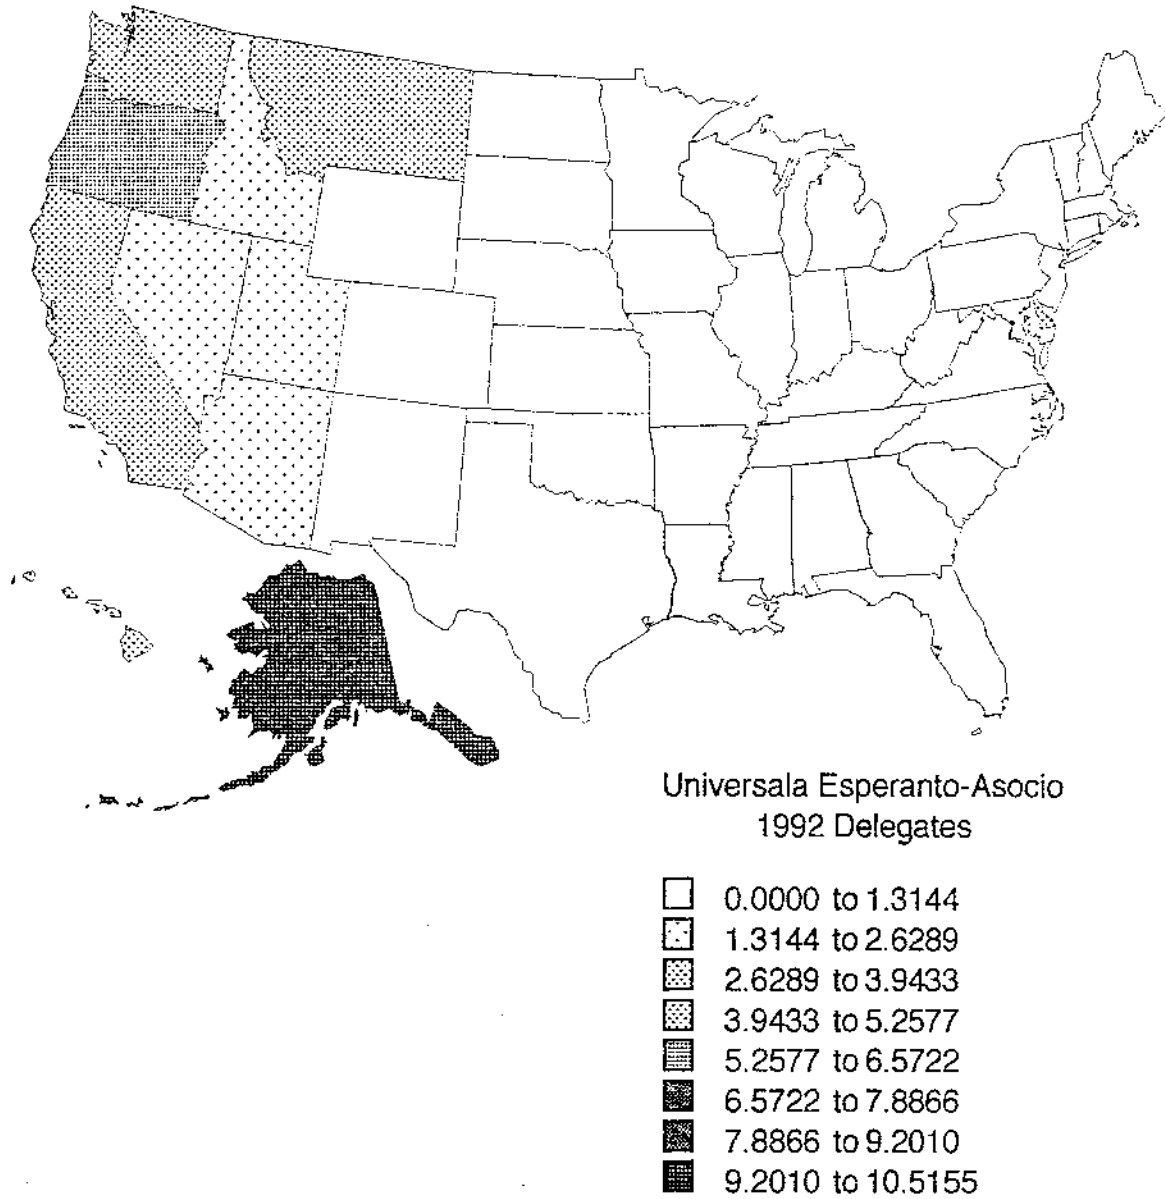 Universala Esperanto-Asocio
1992 Delegates
0.0000 to 1.3144
1.3144 to 2.6289
2.6289 to 3.9433
3.9433 to 5.2577
5.2577 to 6.5722
6.5722 to 7.8866
7.8866 to 9.2010
9.2010 to 10.5155